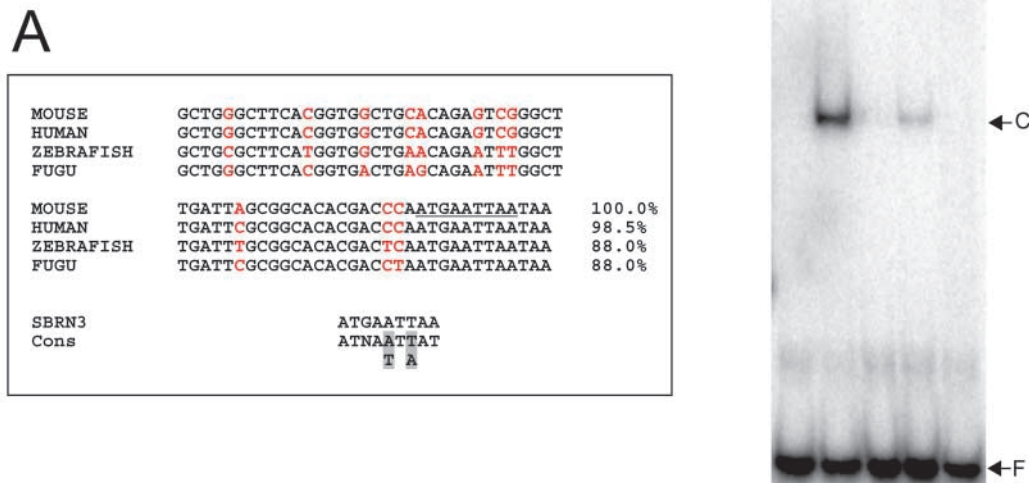 A
MOUSE GCTGGGCTTCACGGTGGCTGCACAGAGTCGGGCT
HUMAN GCTGGGCTTCACGGTGGCTGCACAGAGTCGGGCT
ZEBRAFISH GCTGCGCTTCATGGTGGCTGAACAGAATTTGGCT
FUGU GCTGGGCTTCACGGTGACTGAGCAGAATTTGGCT
MOUSE TGATTAGCGGCACACGACCCAATGAATTAATAA 100.0%
HUMAN TGATTCGCGGCACACGACCCAATGAATTAATAA 98.5%
ZEBRAFISH TGATTTGCGGCACACGACTCAATGAATTAATAA 88.0%
FUGU TGATTCGCGGCACACGACCTAATGAATTAATAA 88.0%
SBRN3 ATGAATTAA
Cons ATNAATTAT
T A
C
F